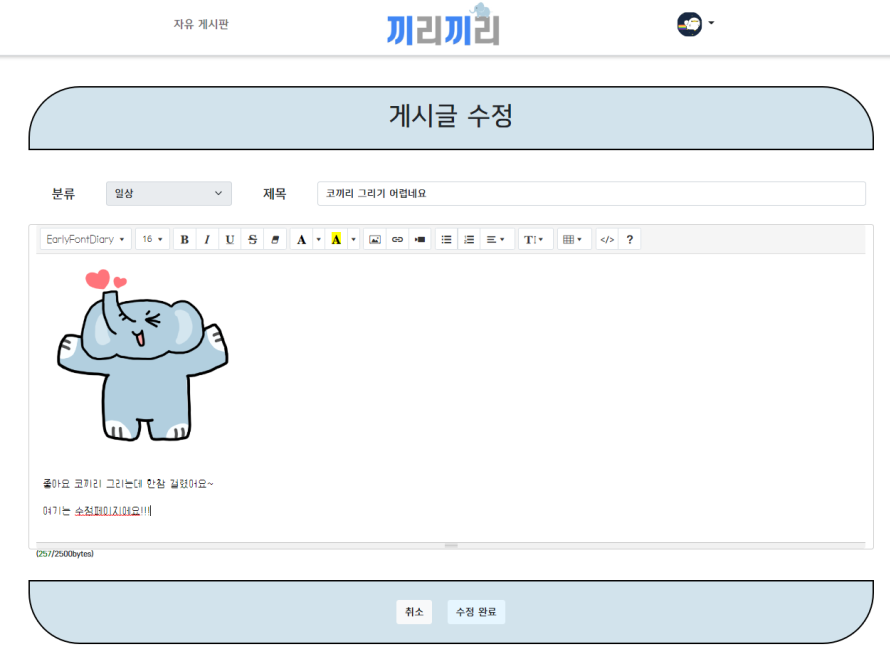 자유 게시판
끼리끼리
게시글 수정
분류 일상 제목 코끼리 그리기 어렵네요
EarlyFontDiary 16 B I U S A A T </> ?
좋아요 코끼리 그리는데 한참 걸렸어요~
여기는 수정페이지에요!!!
(257/2500bytes)
취소 수정 완료